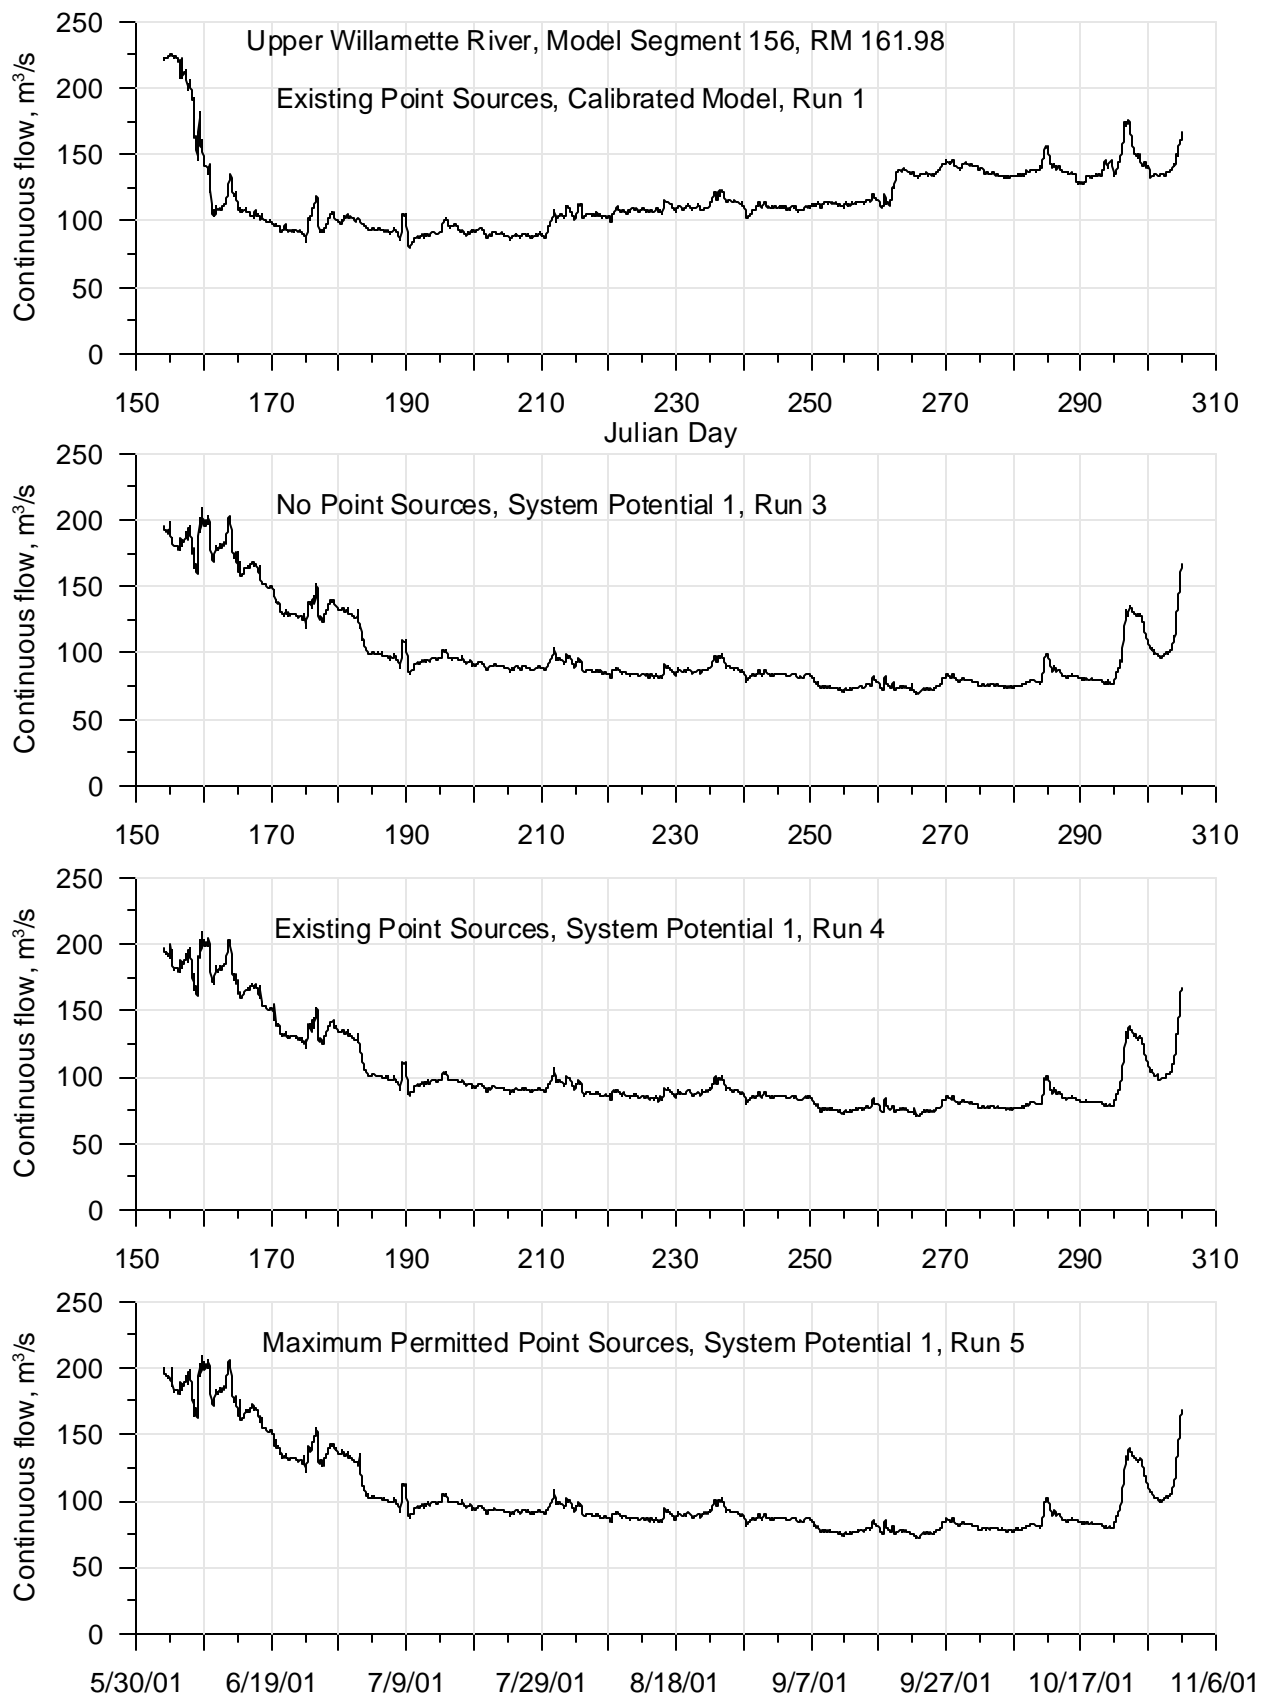 Continuous flow, m³/s
250
200
150
100
50
0
Upper Willamette River, Model Segment 156, RM 161.98
Existing Point Sources, Calibrated Model, Run 1
150 170 190 210 230 250 270 290 310
Julian Day
Continuous flow, m³/s
250
200
150
100
50
0
No Point Sources, System Potential 1, Run 3
150 170 190 210 230 250 270 290 310
Continuous flow, m³/s
250
200
150
100
50
0
Existing Point Sources, System Potential 1, Run 4
150 170 190 210 230 250 270 290 310
Continuous flow, m³/s
250
200
150
100
50
0
Maximum Permitted Point Sources, System Potential 1, Run 5
5/30/01 6/19/01 7/9/01 7/29/01 8/18/01 9/7/01 9/27/01 10/17/01 11/6/01